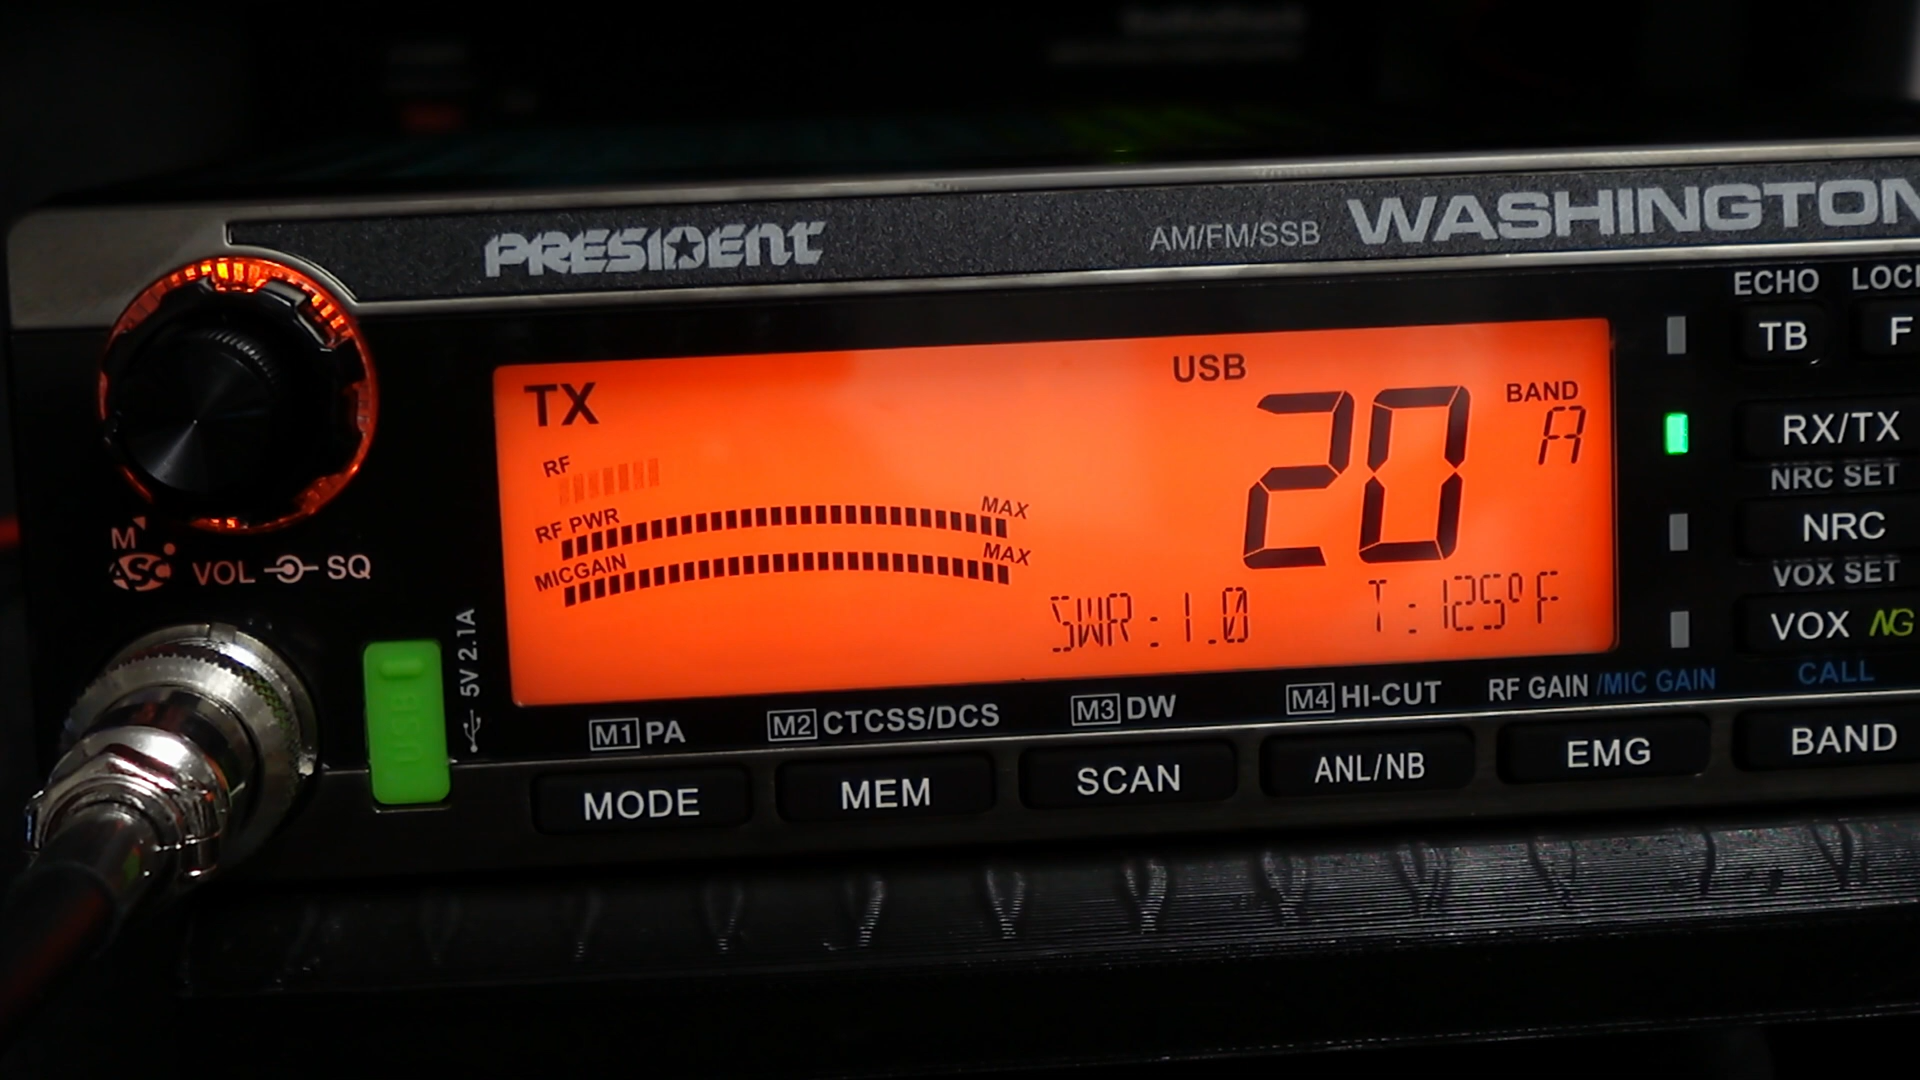 PRESIDENT AM/FM/SSB WASHINGTON
ECHO LOCK
TB F
TX USB 20 BAND A
RF
RF PWR MAX
MICGAIN MAX
SWR:1.0 T:125°F
RX/TX
NRC SET
NRC
VOX SET
VOX NG
CALL
M
ASC VOL SQ
5V 2.1A
USB
M1 PA M2 CTCSS/DCS M3 DW M4 HI-CUT RF GAIN/MIC GAIN
MODE MEM SCAN ANL/NB EMG BAND